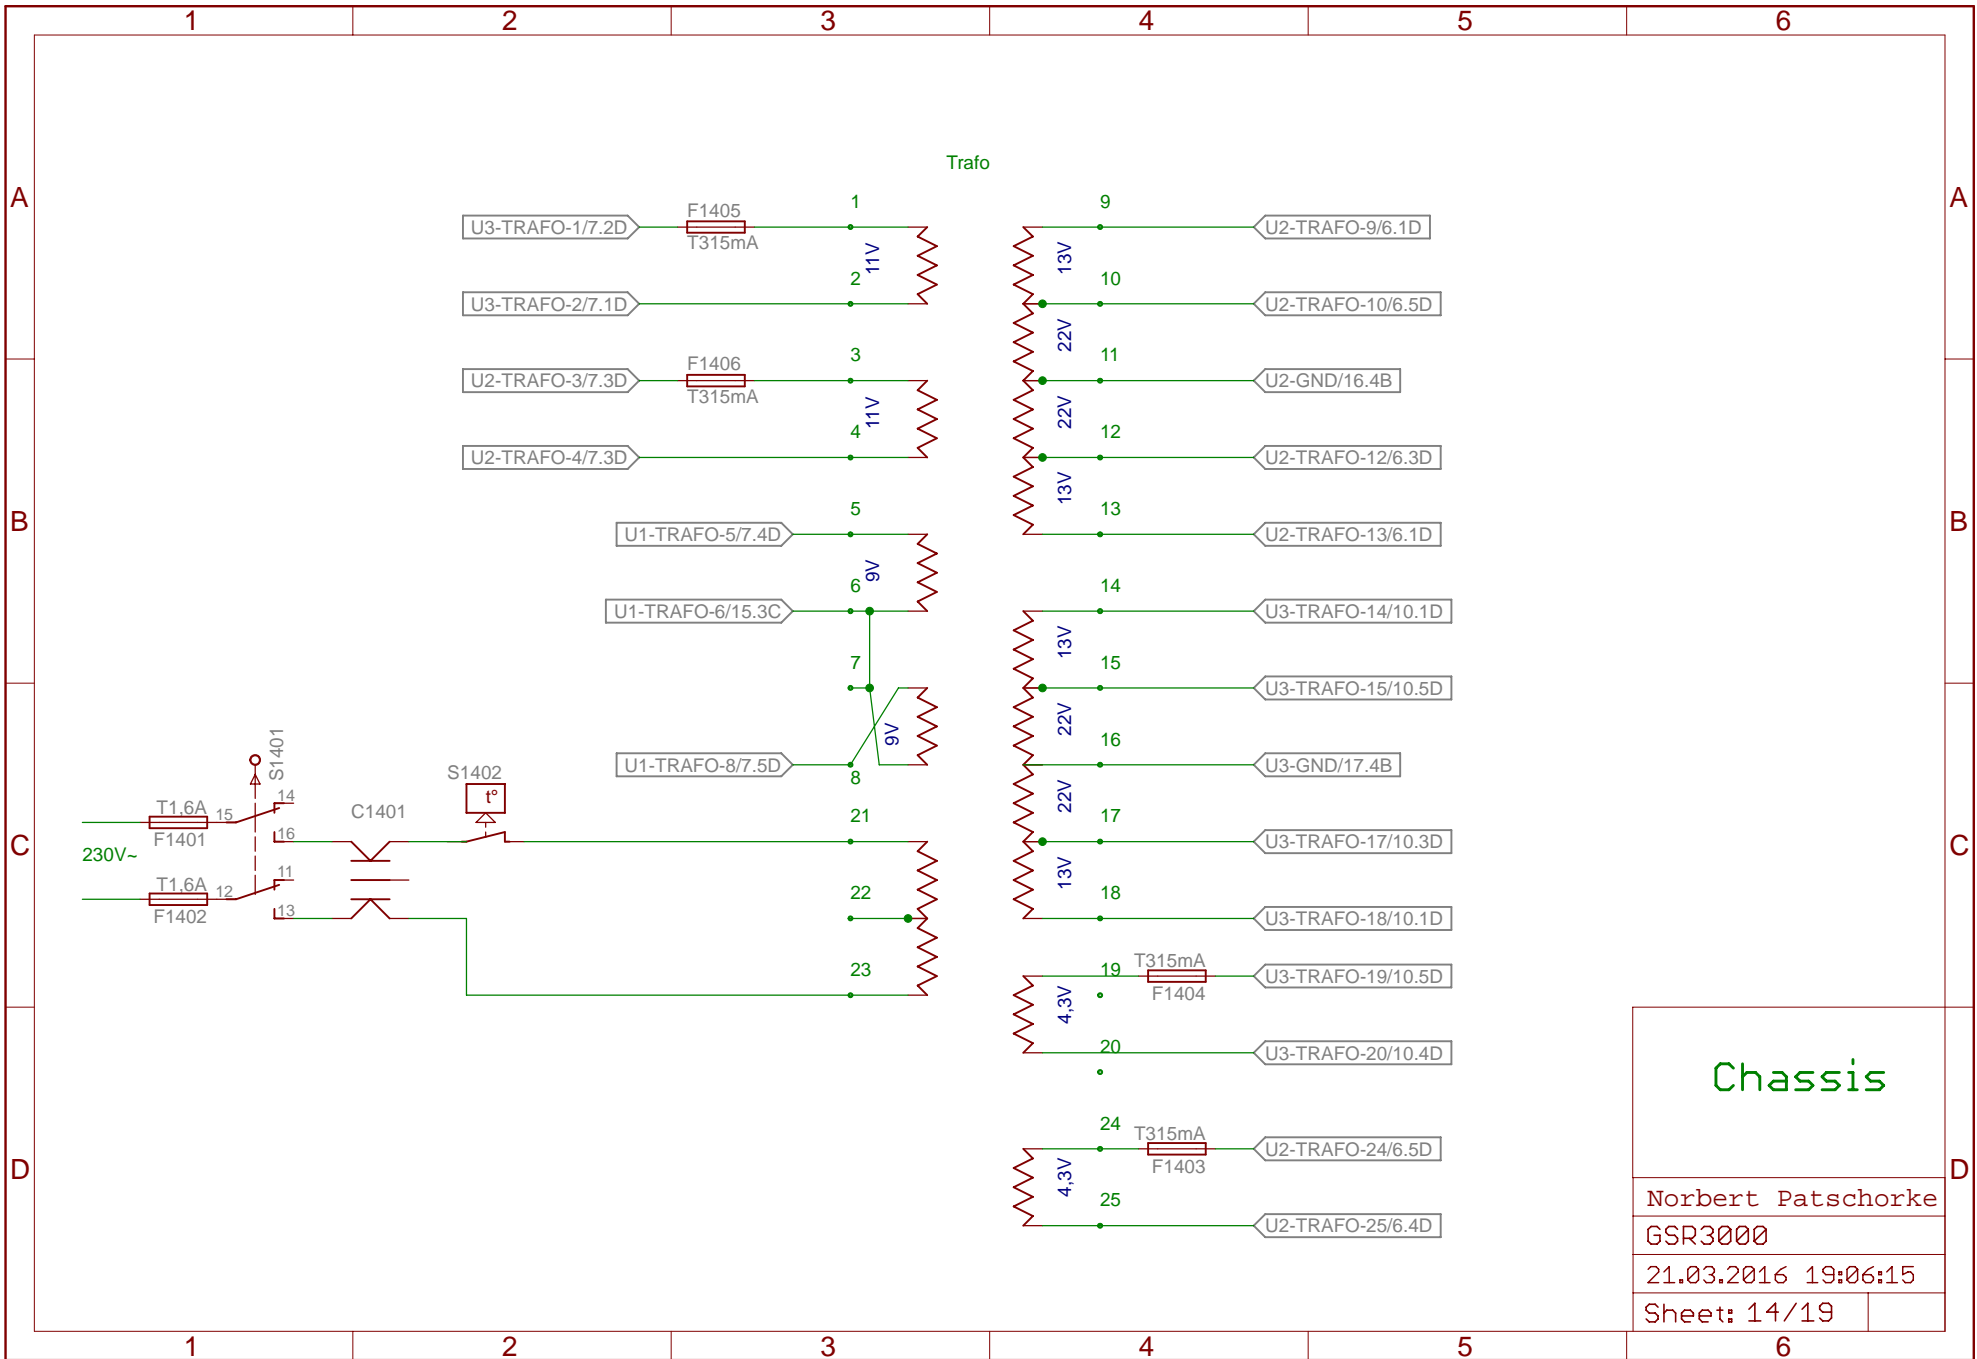 1 2 3 4 5 6
Trafo
A A
1 9
U3-TRAFO-1/7.2D F1405 U2-TRAFO-9/6.1D
T315mA
11V 13V
2 10
U3-TRAFO-2/7.1D U2-TRAFO-10/6.5D
22V
3 11
F1406
U2-TRAFO-3/7.3D U2-GND/16.4B
T315mA
11V 22V
4 12
U2-TRAFO-4/7.3D U2-TRAFO-12/6.3D
13V
5 13
B B
U1-TRAFO-5/7.4D U2-TRAFO-13/6.1D
9V
6 14
U1-TRAFO-6/15.3C U3-TRAFO-14/10.1D
13V
7 15
U3-TRAFO-15/10.5D
9V 22V
16
U1-TRAFO-8/7.5D U3-GND/17.4B
8
S1401 S1402
t°
22V
14
T1,6A 15 C1401 21 17
F1401 16
C C
230V~ U3-TRAFO-17/10.3D
13V
11
T1,6A 12 22 18
F1402 13 U3-TRAFO-18/10.1D
23 19 T315mA U3-TRAFO-19/10.5D
F1404
4,3V
20 U3-TRAFO-20/10.4D
24 T315mA U2-TRAFO-24/6.5D
F1403
D D
4,3V
25
U2-TRAFO-25/6.4D
Chassis
Norbert Patschorke
GSR3000
21.03.2016 19:06:15
Sheet: 14/19
1 2 3 4 5 6